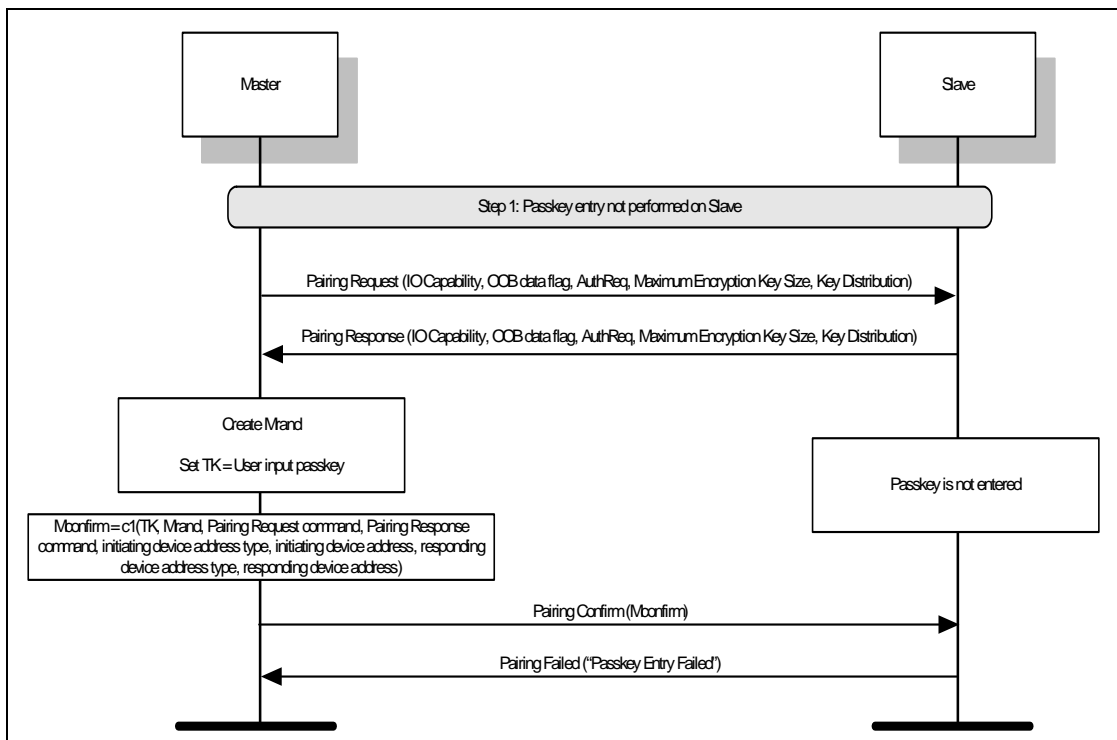 Master
Slave
Step 1: Passkey entry not performed on Slave
Pairing Request (IO Capability, OOB data flag, AuthReq, Maximum Encryption Key Size, Key Distribution)
Pairing Response (IO Capability, OOB data flag, AuthReq, Maximum Encryption Key Size, Key Distribution)
Create Mrand
Set TK = User input passkey
Passkey is not entered
Mconfirm = c1(TK, Mrand, Pairing Request command, Pairing Response
command, initiating device address type, initiating device address, responding
device address type, responding device address)
Pairing Confirm (Mconfirm)
Pairing Failed (“Passkey Entry Failed”)